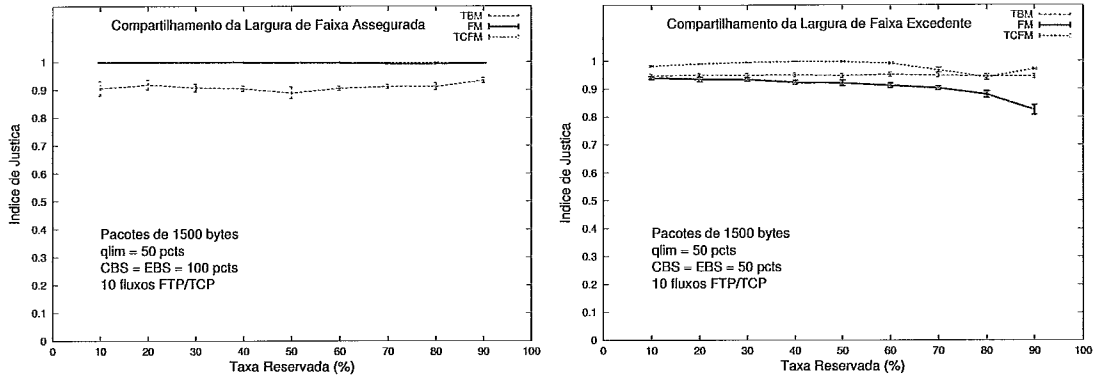 Compartilhamento da Largura de Faixa Assegurada
TBM
FM
TCFM
1
0.9
0.8
0.7
0.6
0.5
0.4
0.3
0.2
0.1
0
Indice de Justica
Pacotes de 1500 bytes
qlim = 50 pcts
CBS = EBS = 100 pcts
10 fluxos FTP/TCP
0 10 20 30 40 50 60 70 80 90 100
Taxa Reservada (%)
Compartilhamento da Largura de Faixa Excedente
TBM
FM
TCFM
1
0.9
0.8
0.7
0.6
0.5
0.4
0.3
0.2
0.1
0
Indice de Justica
Pacotes de 1500 bytes
qlim = 50 pcts
CBS = EBS = 50 pcts
10 fluxos FTP/TCP
0 10 20 30 40 50 60 70 80 90 100
Taxa Reservada (%)